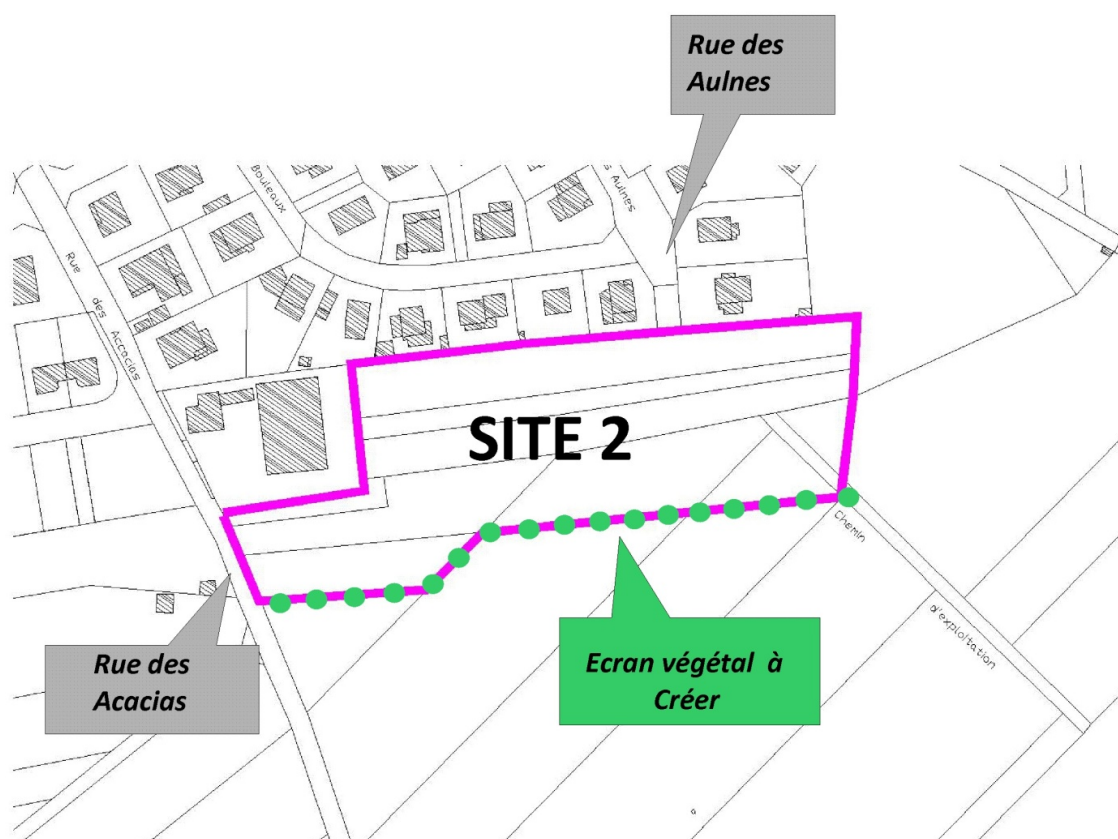 Rue des
Aulnes
Bouleaux
s Aulnes
Rue des Accacias
SITE 2
Chemin
d'exploitation
Rue des
Acacias
Ecran végétal à
Créer